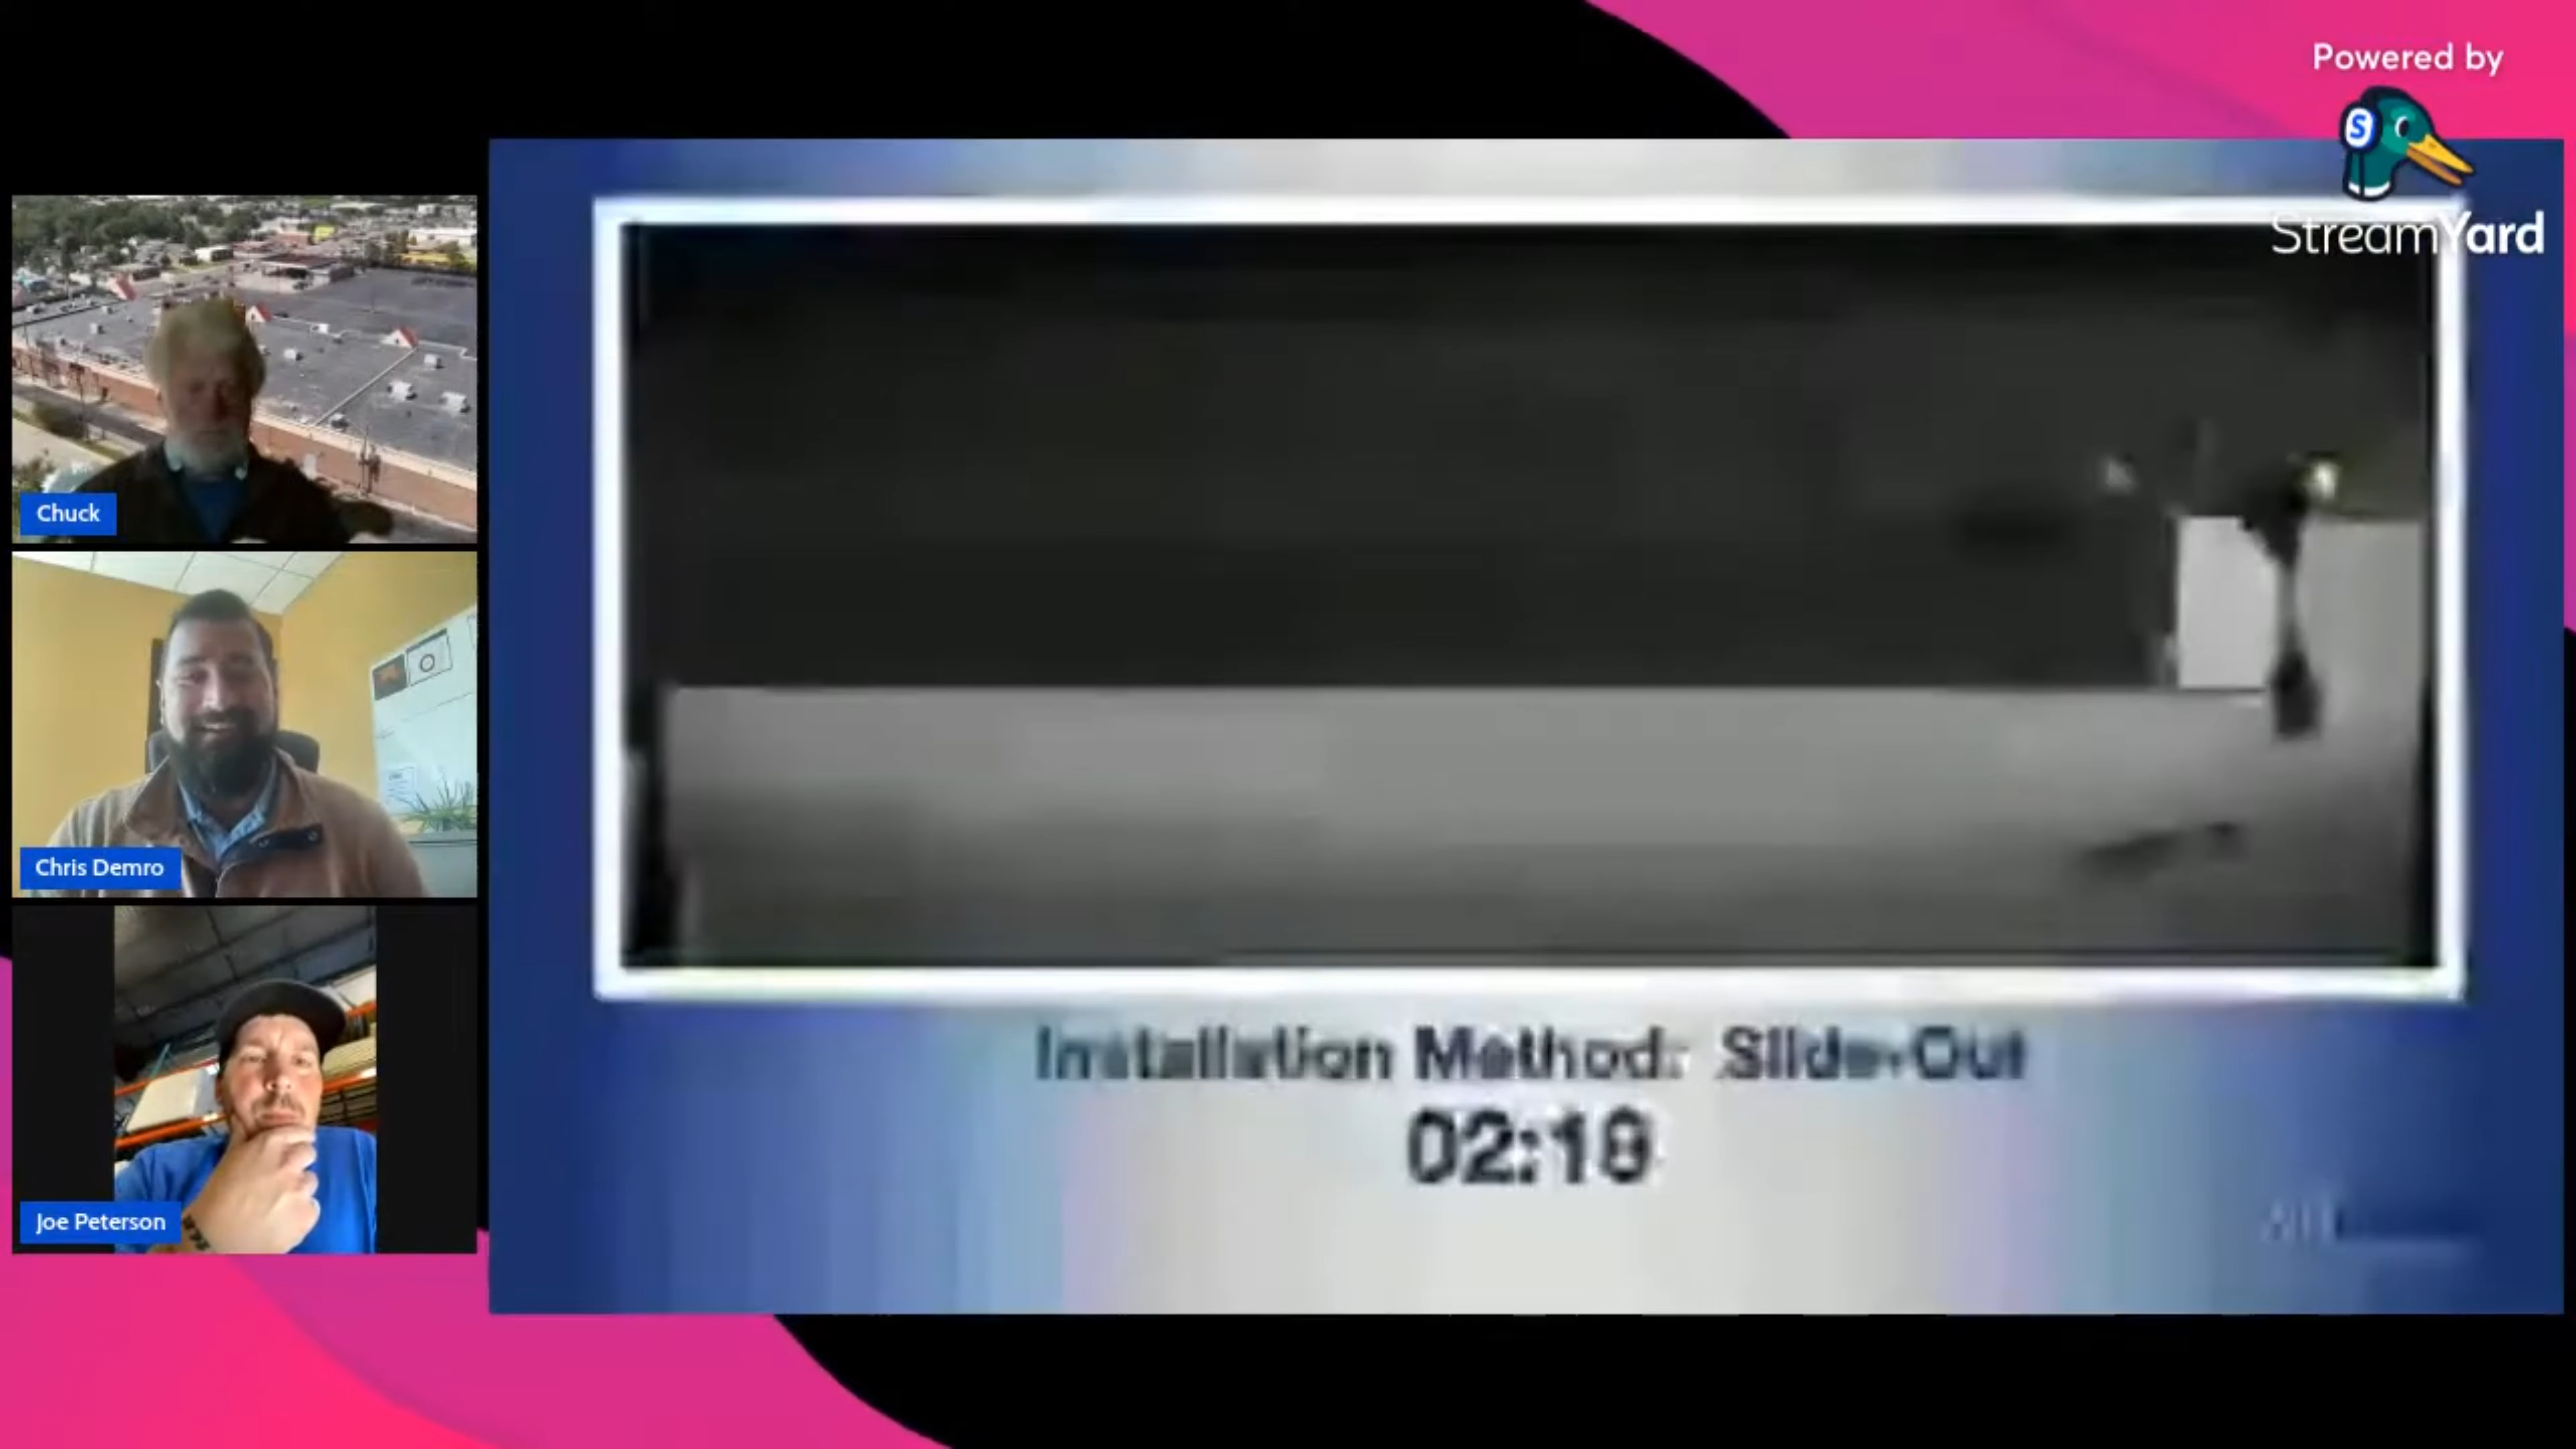 Powered by
StreamYard
Chuck
Chris Demro
Joe Peterson
Installation Method: Slide-Out
02:18